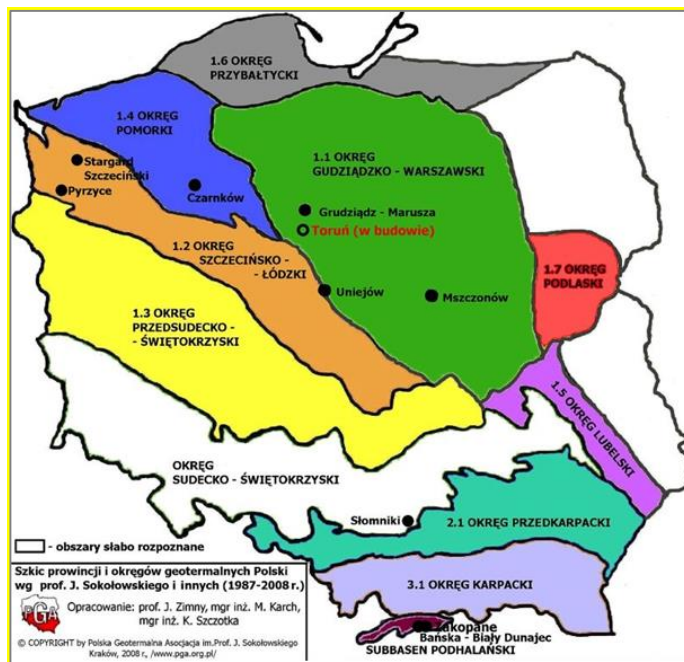 1.6 OKRĘG
PRZYBAŁTYCKI
1.4 OKRĘG
POMORKI
Stargard
Szczeciński
Pyrzyce
Czarnków
1.1 OKRĘG
GUDZIĄDZKO - WARSZAWSKI
Grudziądz - Marusza
Toruń (w budowie)
1.2 OKRĘG
SZCZECIŃSKO -
- ŁÓDZKI
Uniejów
Mszczonów
1.7 OKRĘG
PODLASKI
1.3 OKRĘG
PRZEDSUDECKO -
- ŚWIĘTOKRZYSKI
1.5 OKRĘG LUBELSKI
OKRĘG
SUDECKO - ŚWIĘTOKRZYSKI
Słomniki
2.1 OKRĘG PRZEDKARPACKI
3.1 OKRĘG KARPACKI
Zakopane
Bańska - Biały Dunajec
SUBBASEN PODHALAŃSKI
- obszary słabo rozpoznane
Szkic prowincji i okręgów geotermalnych Polski
wg prof. J. Sokołowskiego i innych (1987-2008 r.)
PGA
Opracowanie: prof. J. Zimny, mgr inż. M. Karch,
mgr inż. K. Szczotka
© COPYRIGHT by Polska Geotermalna Asocjacja im.Prof. J. Sokołowskiego
Kraków, 2008 r., /www.pga.org.pl/